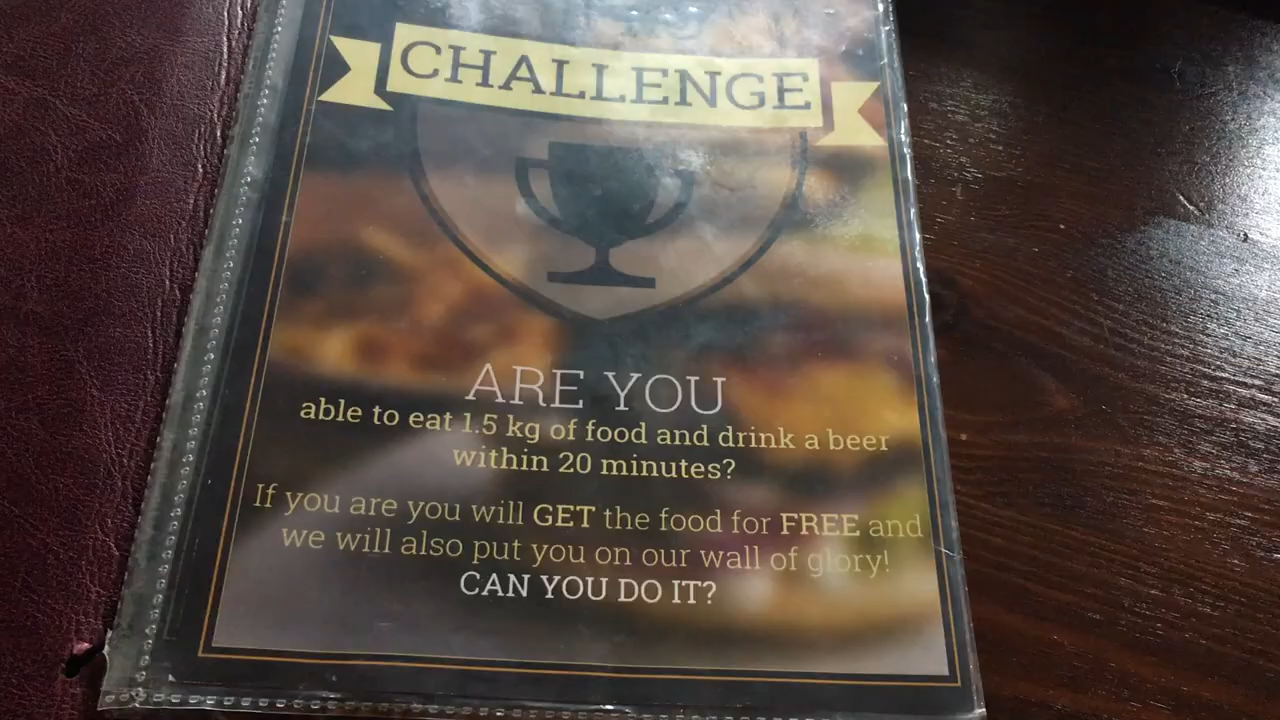 CHALLENGE
ARE YOU
able to eat 1.5 kg of food and drink a beer
within 20 minutes?
If you are you will GET the food for FREE and
we will also put you on our wall of glory!
CAN YOU DO IT?